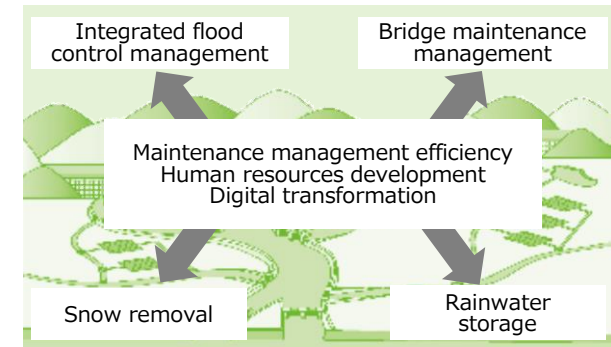 Integrated flood
control management
Bridge maintenance
management
Maintenance management efficiency
Human resources development
Digital transformation
Snow removal
Rainwater
storage